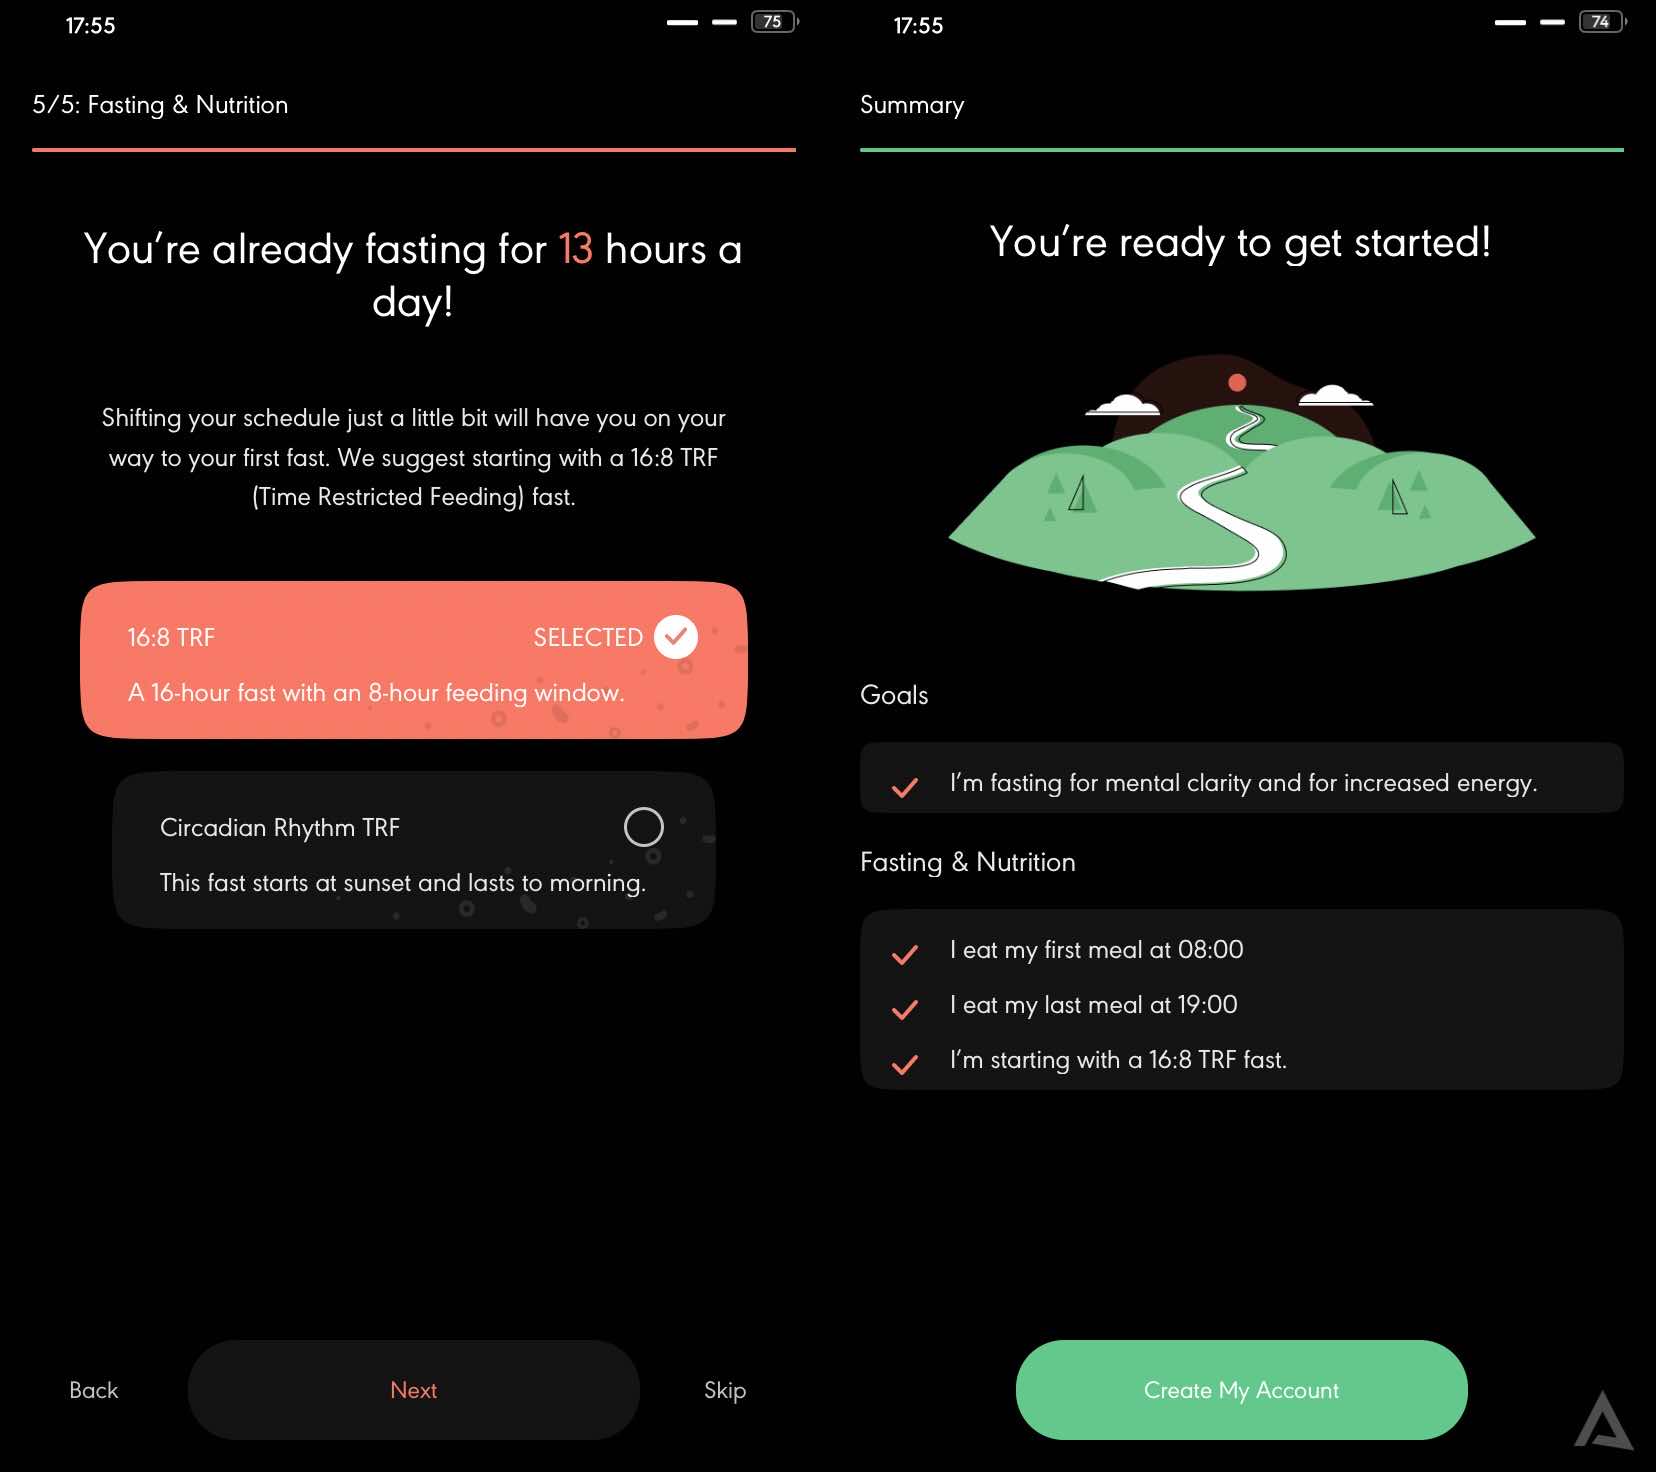 17:55
75
5/5: Fasting & Nutrition
You're already fasting for 13 hours a
day!
Shifting your schedule just a little bit will have you on your
way to your first fast. We suggest starting with a 16:8 TRF
(Time Restricted Feeding) fast.
16:8 TRF
SELECTED
A 16-hour fast with an 8-hour feeding window.
Circadian Rhythm TRF
This fast starts at sunset and lasts to morning.
Back
Next
Skip
17:55
74
Summary
You're ready to get started!
Goals
I'm fasting for mental clarity and for increased energy.
Fasting & Nutrition
I eat my first meal at 08:00
I eat my last meal at 19:00
I'm starting with a 16:8 TRF fast.
Create My Account